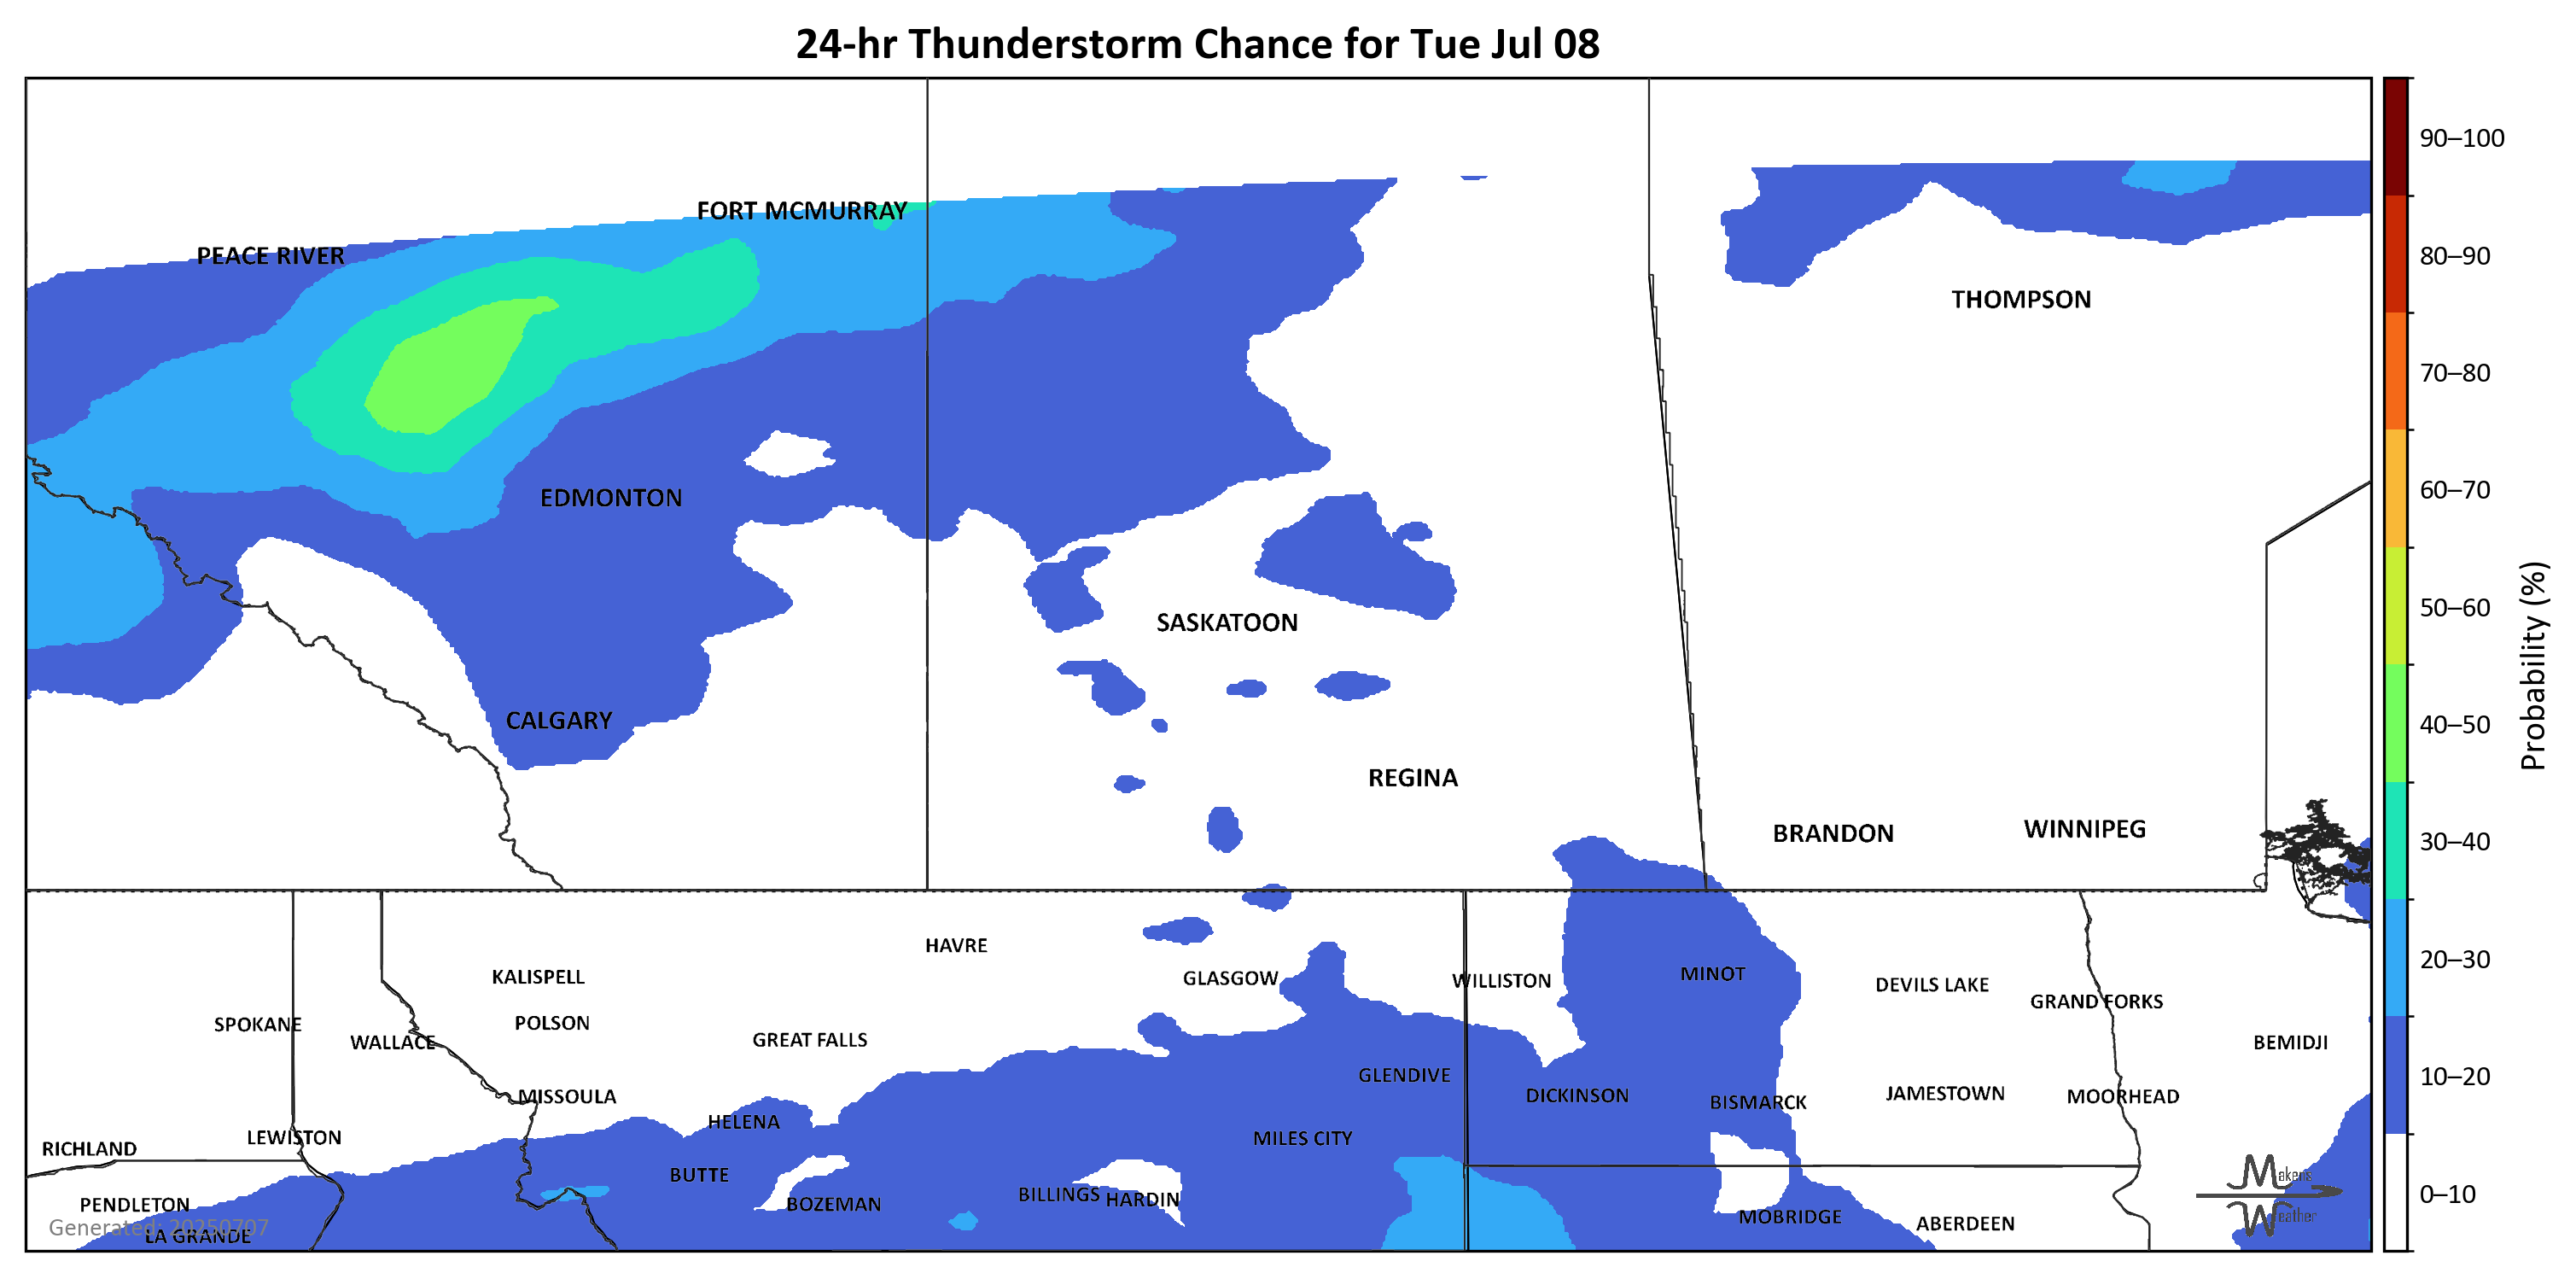 24-hr Thunderstorm Chance for Tue Jul 08
90–100
FORT MCMURRAY
PEACE RIVER
80–90
THOMPSON
70–80
60–70
EDMONTON
50–60
SASKATOON
Probability (%)
CALGARY
40–50
REGINA
BRANDON
WINNIPEG
30–40
HAVRE
20–30
KALISPELL
GLASGOW
WILLISTON
MINOT
DEVILS LAKE
GRAND FORKS
SPOKANE
POLSON
WALLACE
GREAT FALLS
BEMIDJI
10–20
GLENDIVE
MISSOULA
DICKINSON
BISMARCK
JAMESTOWN
MOORHEAD
HELENA
RICHLAND
LEWISTON
MILES CITY
BUTTE
Makens
Weather
0–10
PENDLETON
BOZEMAN
BILLINGS
HARDIN
MOBRIDGE
ABERDEEN
Generated: 20250707
LA GRANDE